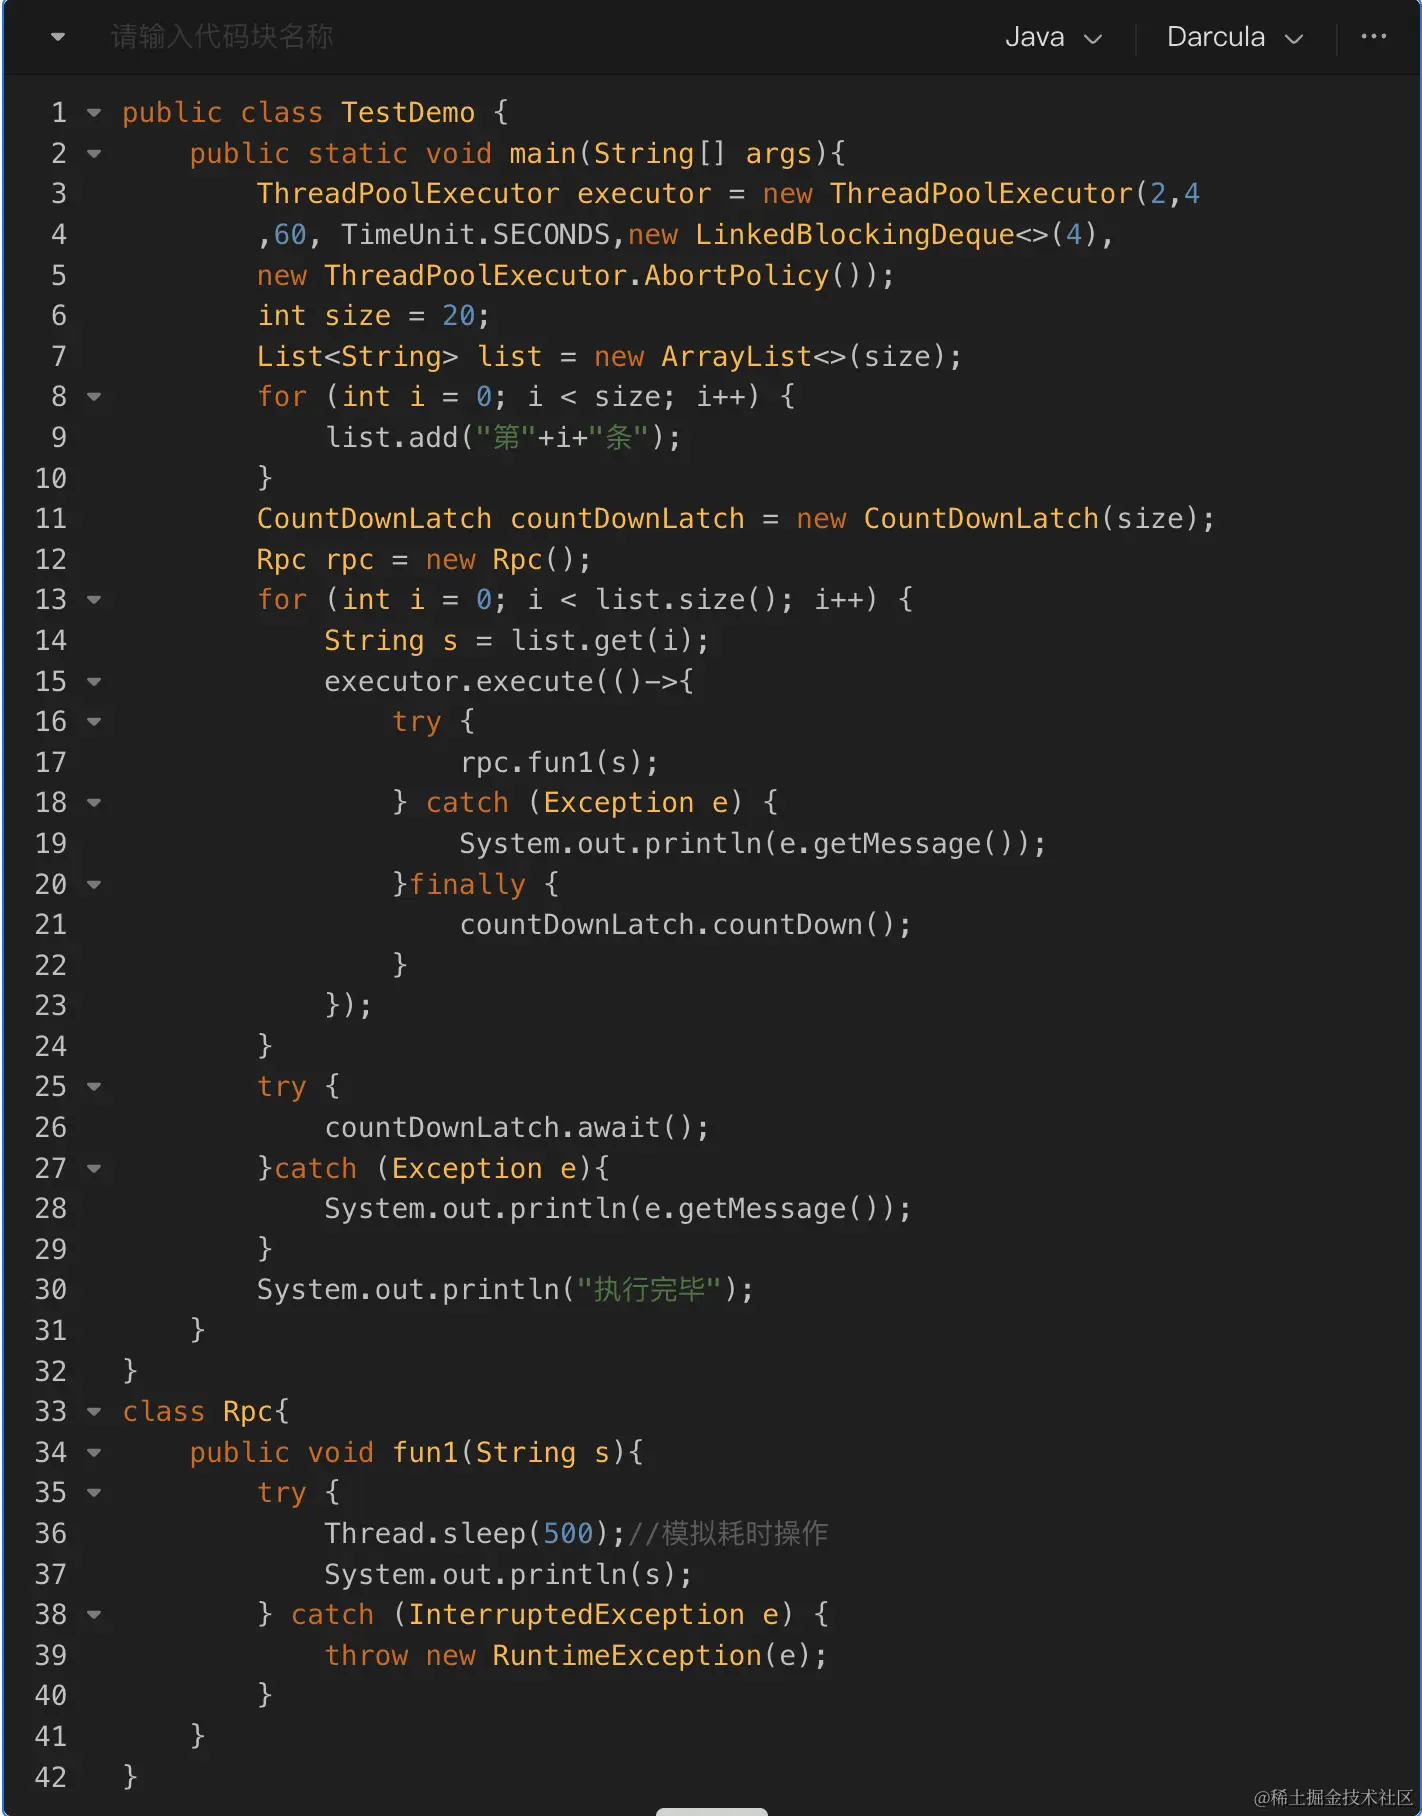 请输入代码块名称 Java Darcula ···
1 public class TestDemo {
2     public static void main(String[] args){
3         ThreadPoolExecutor executor = new ThreadPoolExecutor(2,4
4         ,60, TimeUnit.SECONDS,new LinkedBlockingDeque<>(4),
5         new ThreadPoolExecutor.AbortPolicy());
6         int size = 20;
7         List<String> list = new ArrayList<>(size);
8         for (int i = 0; i < size; i++) {
9             list.add("第"+i+"条");
10         }
11         CountDownLatch countDownLatch = new CountDownLatch(size);
12         Rpc rpc = new Rpc();
13         for (int i = 0; i < list.size(); i++) {
14             String s = list.get(i);
15             executor.execute(()->{
16                 try {
17                     rpc.fun1(s);
18                 } catch (Exception e) {
19                     System.out.println(e.getMessage());
20                 }finally {
21                     countDownLatch.countDown();
22                 }
23             });
24         }
25         try {
26             countDownLatch.await();
27         }catch (Exception e){
28             System.out.println(e.getMessage());
29         }
30         System.out.println("执行完毕");
31     }
32 }
33 class Rpc{
34     public void fun1(String s){
35         try {
36             Thread.sleep(500);//模拟耗时操作
37             System.out.println(s);
38         } catch (InterruptedException e) {
39             throw new RuntimeException(e);
40         }
41     }
42 }
@稀土掘金技术社区